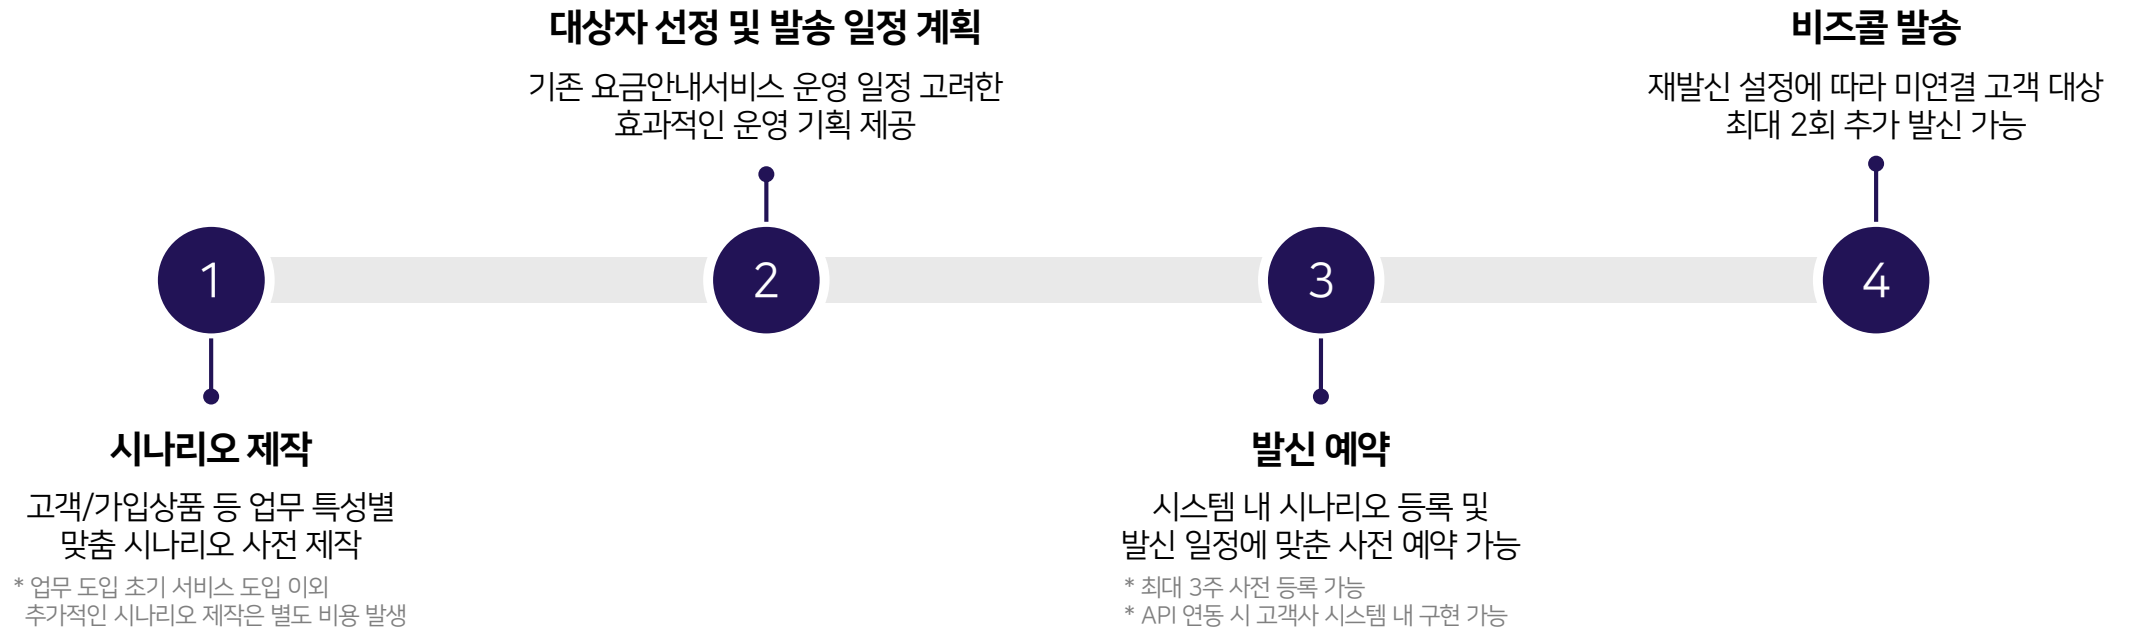 1
시나리오 제작
고객/가입상품 등 업무 특성별
맞춤 시나리오 사전 제작
* 업무 도입 초기 서비스 도입 이외
추가적인 시나리오 제작은 별도 비용 발생
대상자 선정 및 발송 일정 계획
기존 요금안내서비스 운영 일정 고려한
효과적인 운영 기획 제공
2
3
발신 예약
시스템 내 시나리오 등록 및
발신 일정에 맞춘 사전 예약 가능
* 최대 3주 사전 등록 가능
* API 연동 시 고객사 시스템 내 구현 가능
비즈콜 발송
재발신 설정에 따라 미연결 고객 대상
최대 2회 추가 발신 가능
4